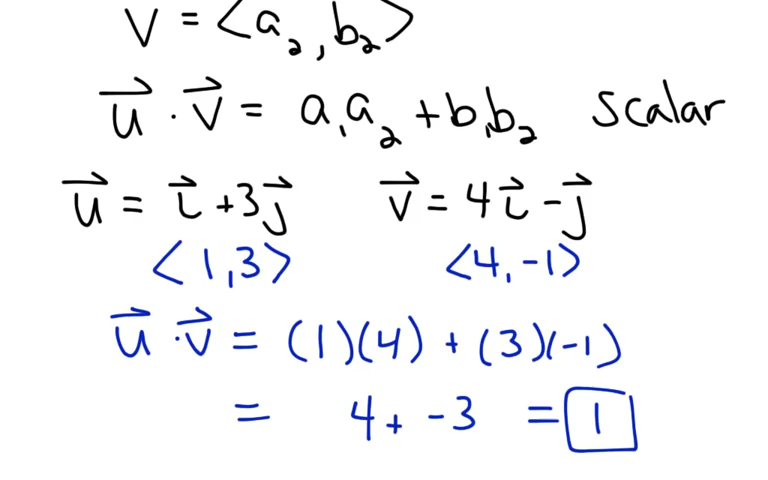 V = <a₂, b₂>
u⃗ · v⃗ = a₁a₂ + b₁b₂ scalar
u⃗ = i⃗ + 3j⃗ v⃗ = 4i⃗ - j⃗
<1,3> <4,-1>
u⃗ · v⃗ = (1)(4) + (3)(-1)
= 4 + -3 = 1